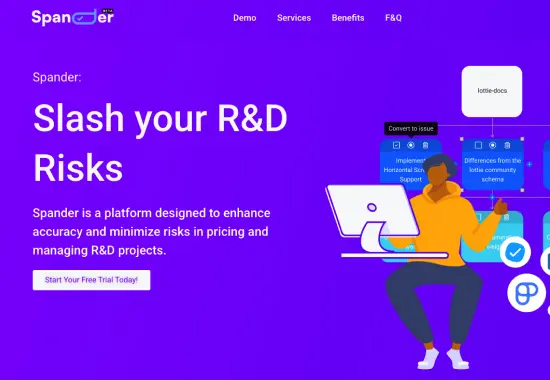 Spander BETA
Demo Services Benefits F&Q
Spander:
Slash your R&D
Risks
Spander is a platform designed to enhance
accuracy and minimize risks in pricing and
managing R&D projects.
Start Your Free Trial Today!
lottie-docs
Convert to issue
Implement
Horizontal
Support
Differences from the
lottie community
schema